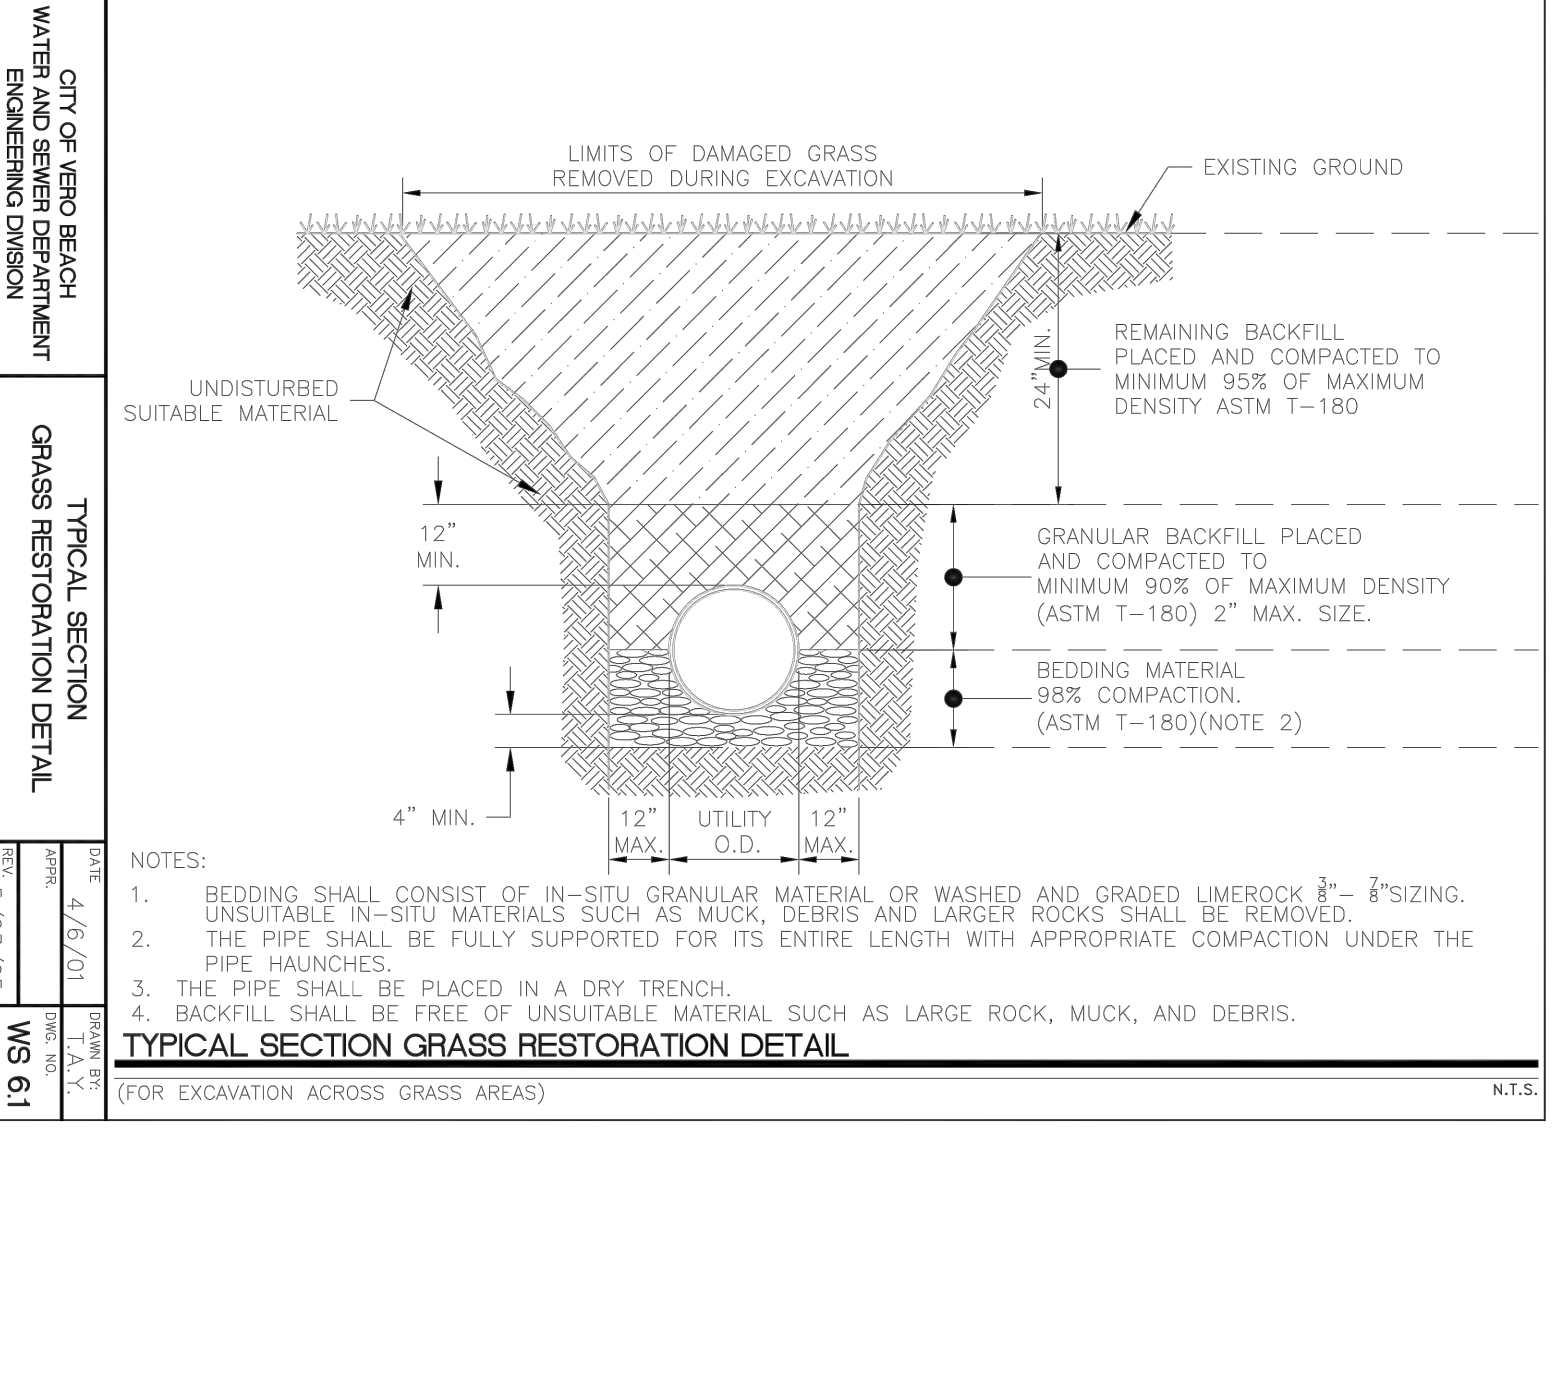 CITY OF VERO BEACH
WATER AND SEWER DEPARTMENT
ENGINEERING DIVISION
TYPICAL SECTION
GRASS RESTORATION DETAIL
DATE
4/6/01
APPR.
REV.
DRAWN BY:
T.A.Y.
DWG. NO.
WS 6.1
LIMITS OF DAMAGED GRASS
REMOVED DURING EXCAVATION
EXISTING GROUND
24" MIN.
REMAINING BACKFILL
PLACED AND COMPACTED TO
MINIMUM 95% OF MAXIMUM
DENSITY ASTM T-180
UNDISTURBED
SUITABLE MATERIAL
12"
MIN.
GRANULAR BACKFILL PLACED
AND COMPACTED TO
MINIMUM 90% OF MAXIMUM DENSITY
(ASTM T-180) 2" MAX. SIZE.
BEDDING MATERIAL
98% COMPACTION.
(ASTM T-180)(NOTE 2)
4" MIN.
12"
MAX.
UTILITY
O.D.
12"
MAX.
NOTES:
1. BEDDING SHALL CONSIST OF IN-SITU GRANULAR MATERIAL OR WASHED AND GRADED LIMEROCK 3/8"- 7/8"SIZING.
UNSUITABLE IN-SITU MATERIALS SUCH AS MUCK, DEBRIS AND LARGER ROCKS SHALL BE REMOVED.
2. THE PIPE SHALL BE FULLY SUPPORTED FOR ITS ENTIRE LENGTH WITH APPROPRIATE COMPACTION UNDER THE
PIPE HAUNCHES.
3. THE PIPE SHALL BE PLACED IN A DRY TRENCH.
4. BACKFILL SHALL BE FREE OF UNSUITABLE MATERIAL SUCH AS LARGE ROCK, MUCK, AND DEBRIS.
TYPICAL SECTION GRASS RESTORATION DETAIL
(FOR EXCAVATION ACROSS GRASS AREAS)
N.T.S.